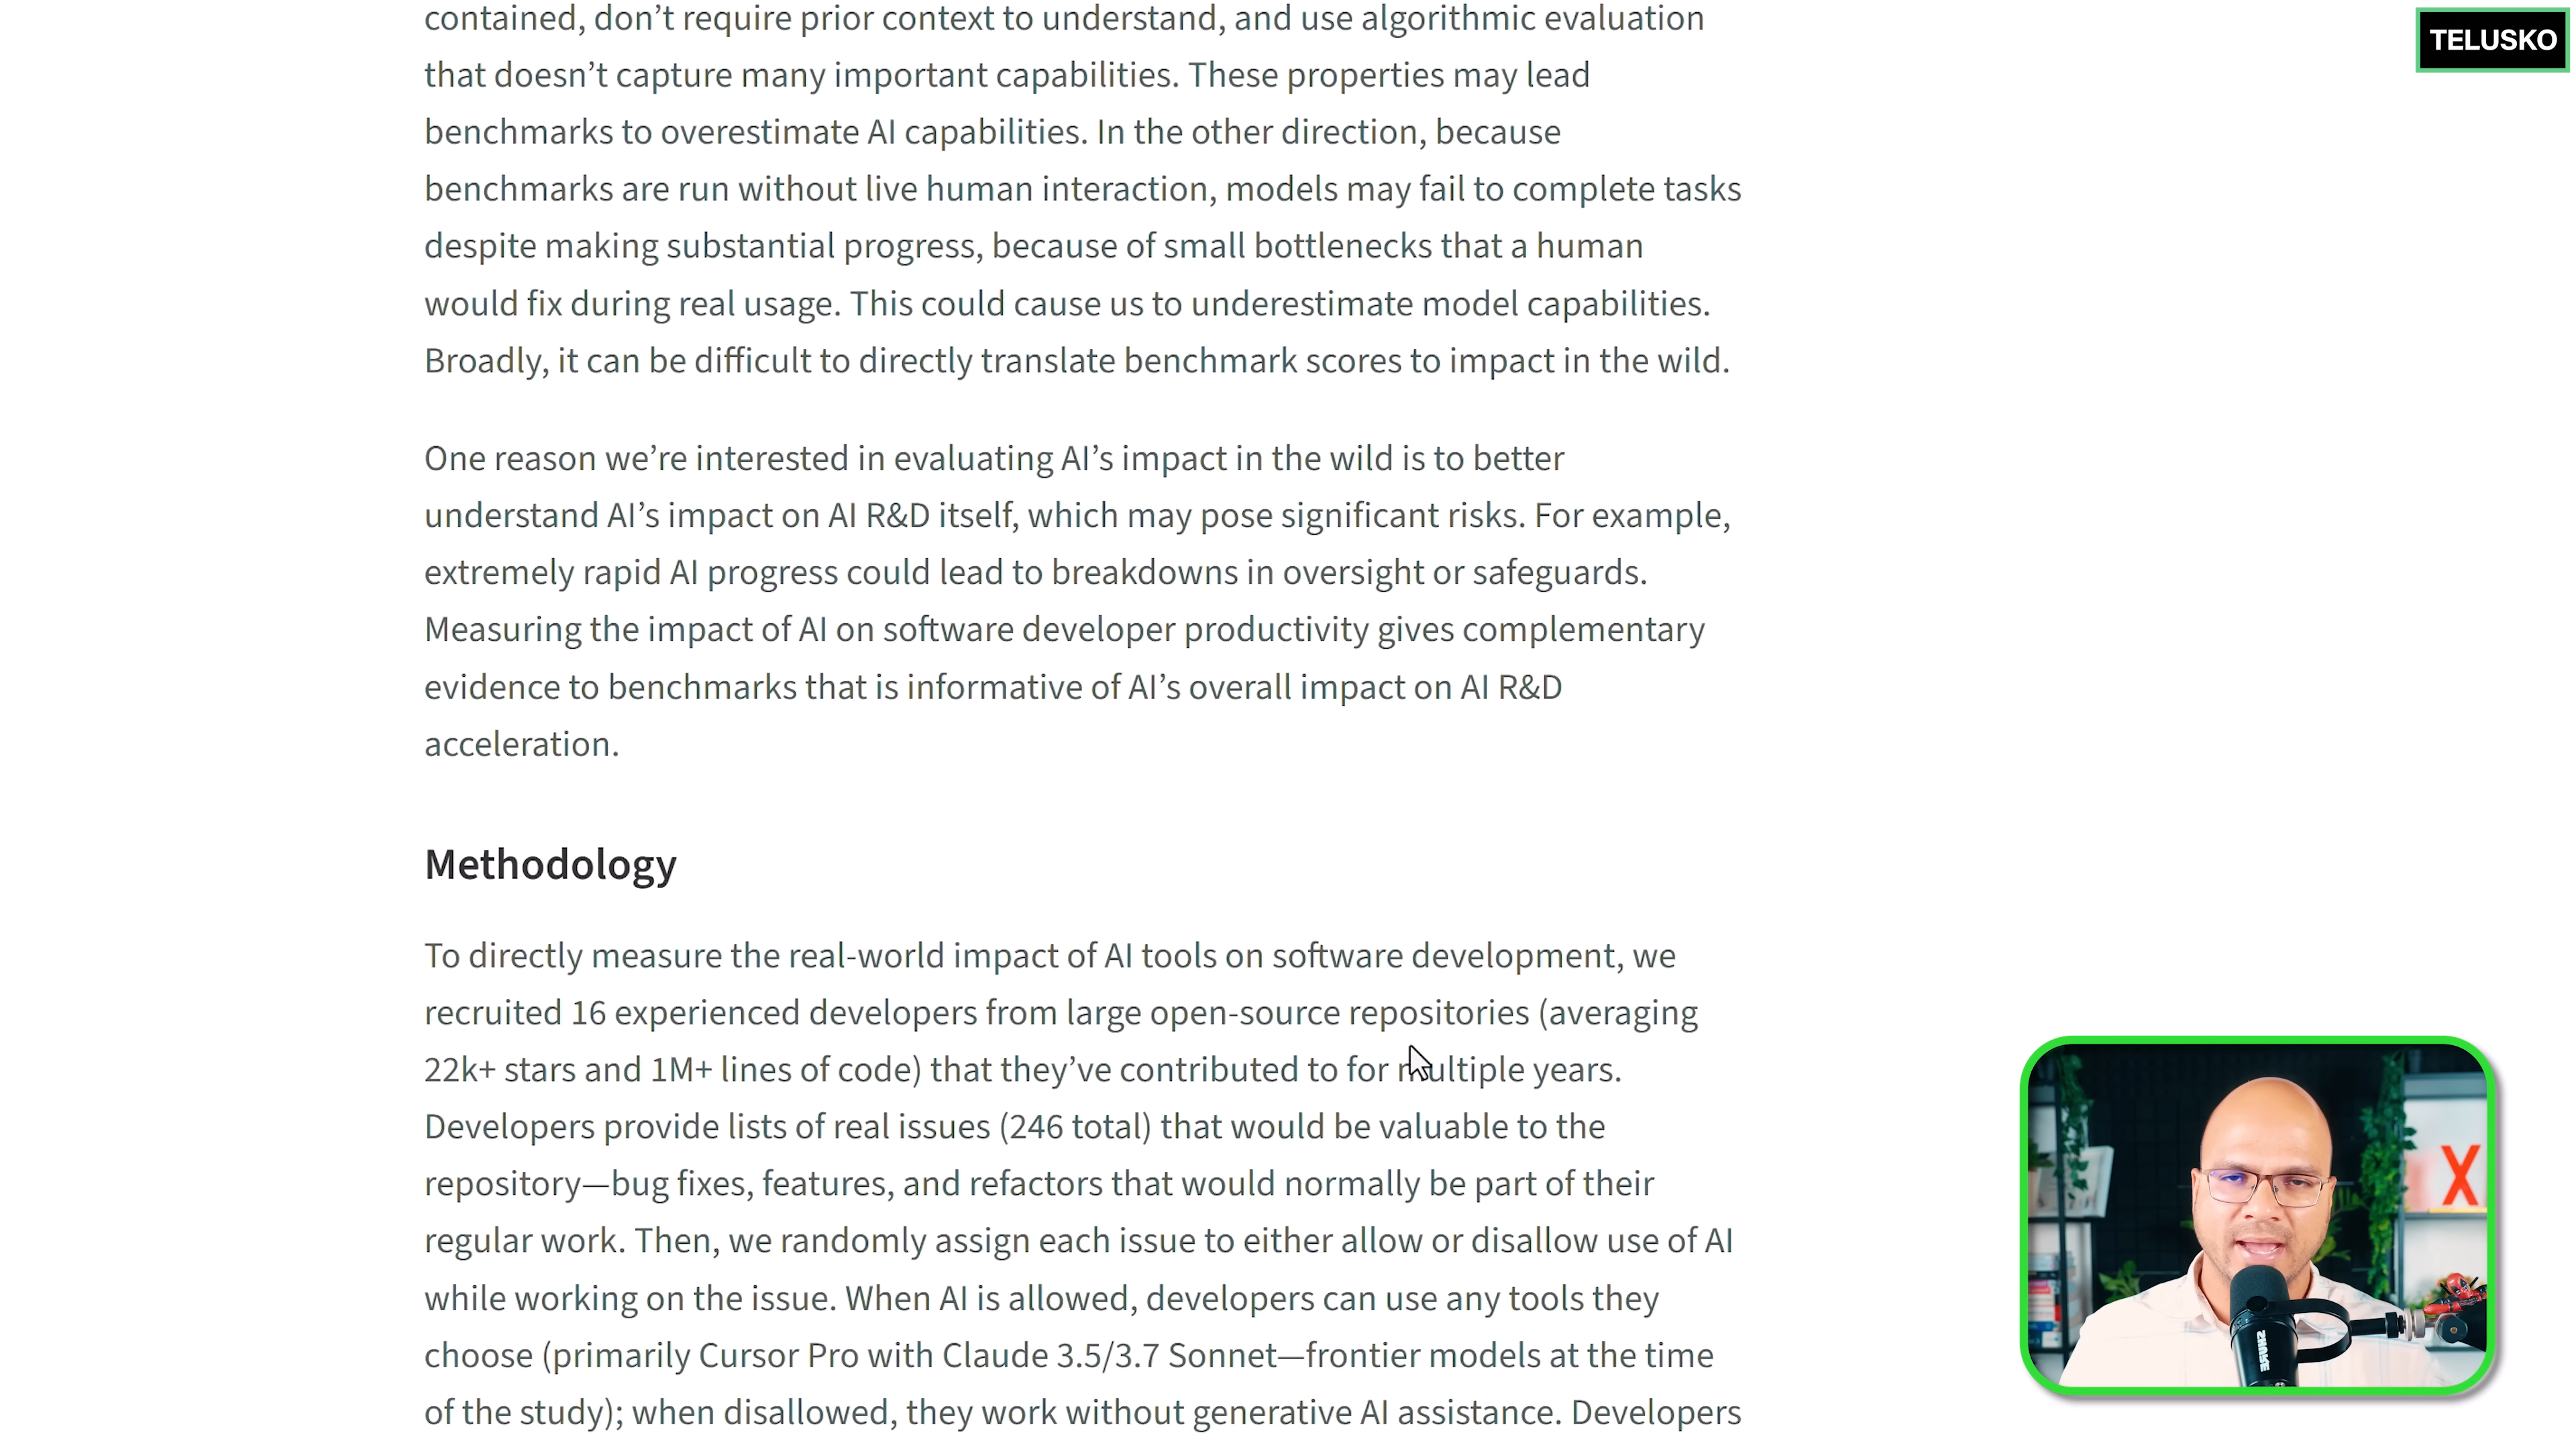 contained, don’t require prior context to understand, and use algorithmic evaluation
that doesn’t capture many important capabilities. These properties may lead
benchmarks to overestimate AI capabilities. In the other direction, because
benchmarks are run without live human interaction, models may fail to complete tasks
despite making substantial progress, because of small bottlenecks that a human
would fix during real usage. This could cause us to underestimate model capabilities.
Broadly, it can be difficult to directly translate benchmark scores to impact in the wild.
One reason we’re interested in evaluating AI’s impact in the wild is to better
understand AI’s impact on AI R&D itself, which may pose significant risks. For example,
extremely rapid AI progress could lead to breakdowns in oversight or safeguards.
Measuring the impact of AI on software developer productivity gives complementary
evidence to benchmarks that is informative of AI’s overall impact on AI R&D
acceleration.
Methodology
To directly measure the real-world impact of AI tools on software development, we
recruited 16 experienced developers from large open-source repositories (averaging
22k+ stars and 1M+ lines of code) that they’ve contributed to for multiple years.
Developers provide lists of real issues (246 total) that would be valuable to the
repository—bug fixes, features, and refactors that would normally be part of their
regular work. Then, we randomly assign each issue to either allow or disallow use of AI
while working on the issue. When AI is allowed, developers can use any tools they
choose (primarily Cursor Pro with Claude 3.5/3.7 Sonnet—frontier models at the time
of the study); when disallowed, they work without generative AI assistance. Developers
TELUSKO
X
SHURE